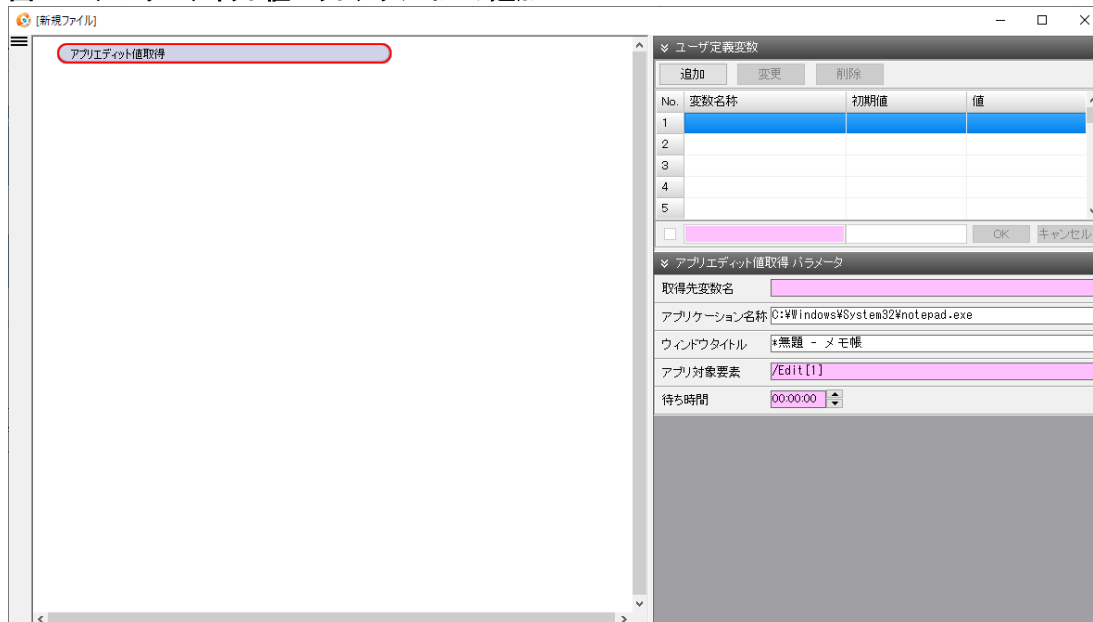 [新規ファイル]
アプリエディット値取得
ユーザ定義変数
追加 変更 削除
No. 変数名称 初期値 値
1
2
3
4
5
OK キャンセル
アプリエディット値取得 パラメータ
取得先変数名
アプリケーション名称 C:¥Windows¥System32¥notepad.exe
ウィンドウタイトル *無題 - メモ帳
アプリ対象要素 /Edit[1]
待ち時間 00:00:00